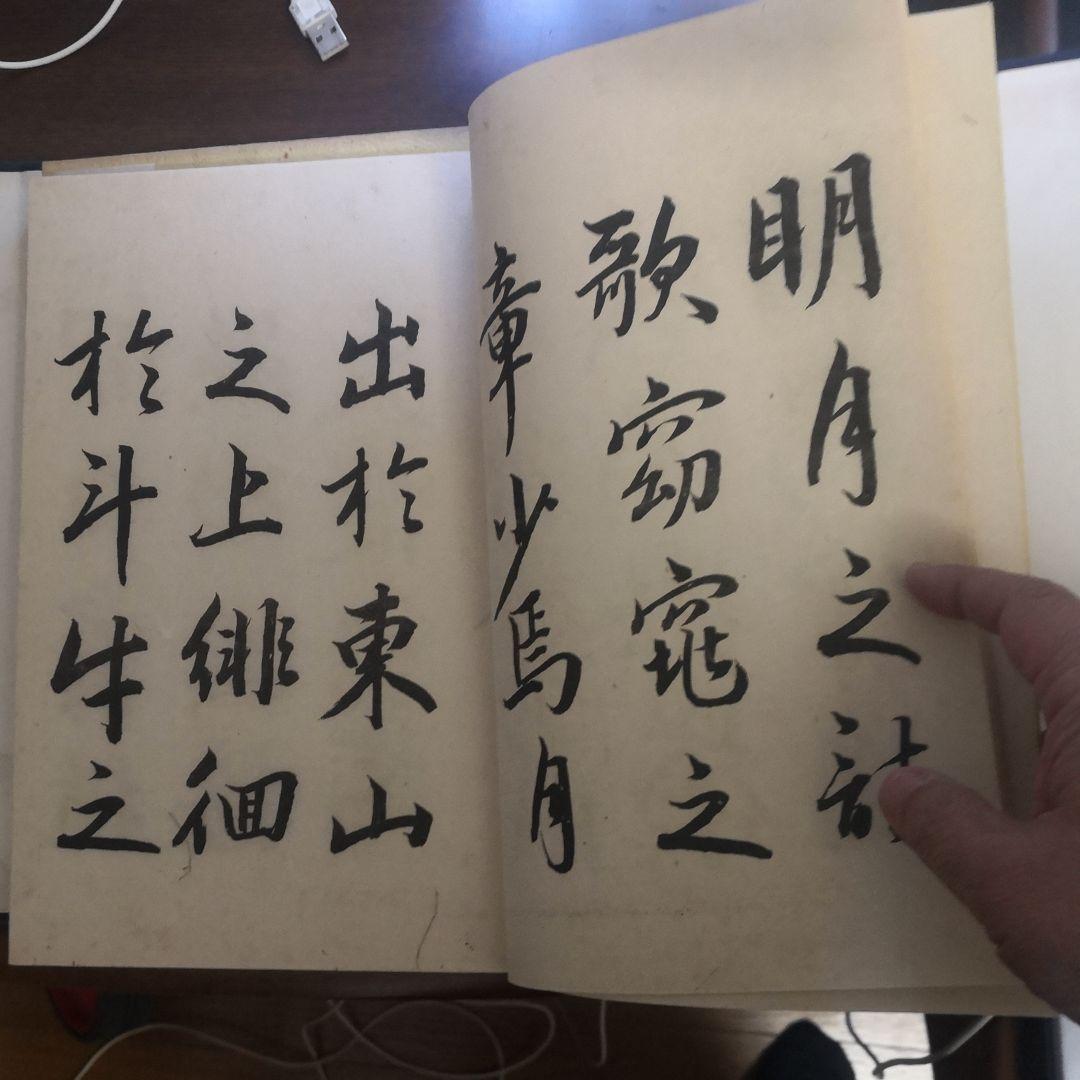 明月之詩
歌窈窕之
章少焉月
出於東山
之上徘徊
於斗牛之